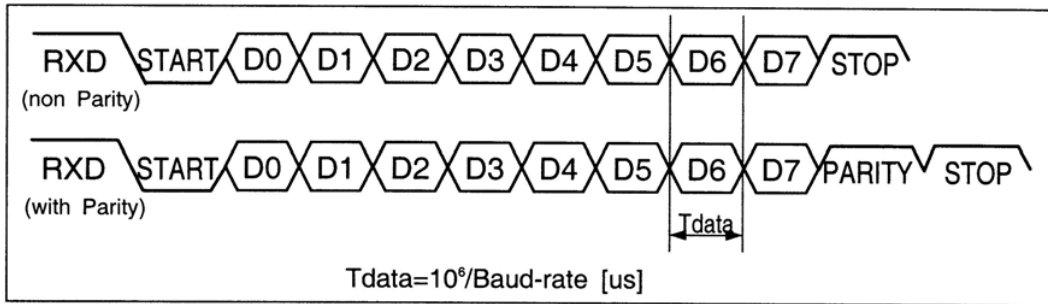 RXD START D0 D1 D2 D3 D4 D5 D6 D7 STOP
(non Parity)
RXD START D0 D1 D2 D3 D4 D5 D6 D7 PARITY STOP
(with Parity)
Tdata
Tdata=10⁶/Baud-rate [us]